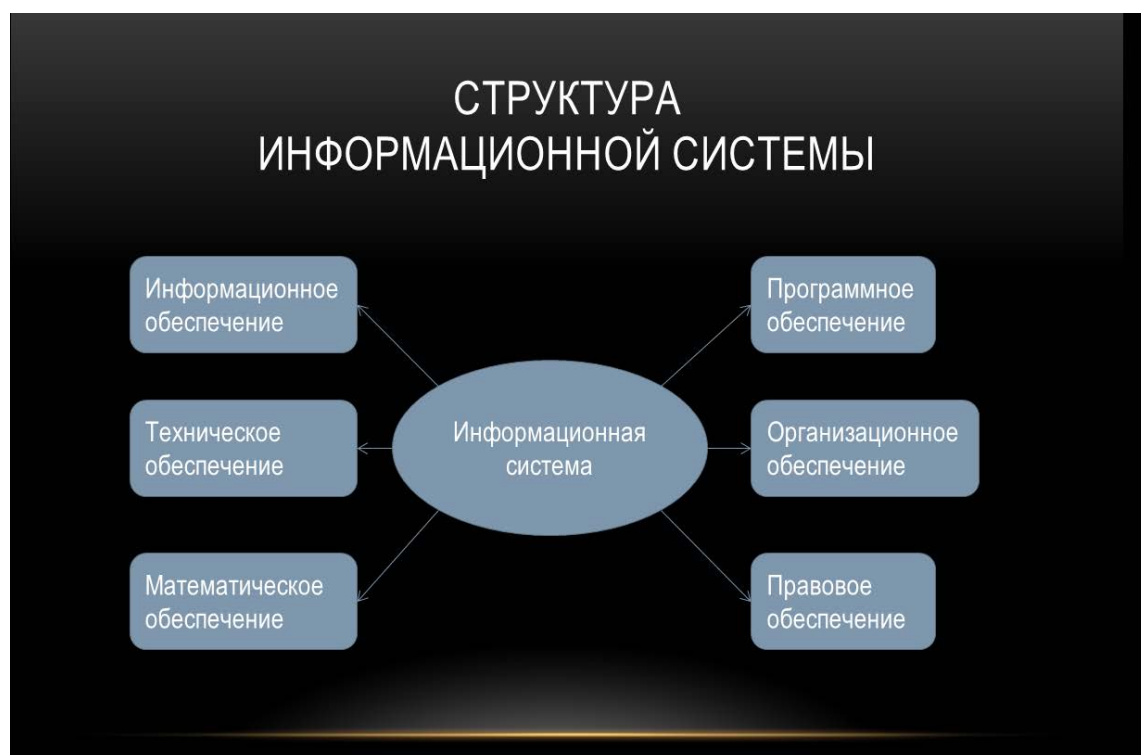 СТРУКТУРА
ИНФОРМАЦИОННОЙ СИСТЕМЫ
Информационное
обеспечение
Программное
обеспечение
Техническое
обеспечение
Информационная
система
Организационное
обеспечение
Математическое
обеспечение
Правовое
обеспечение